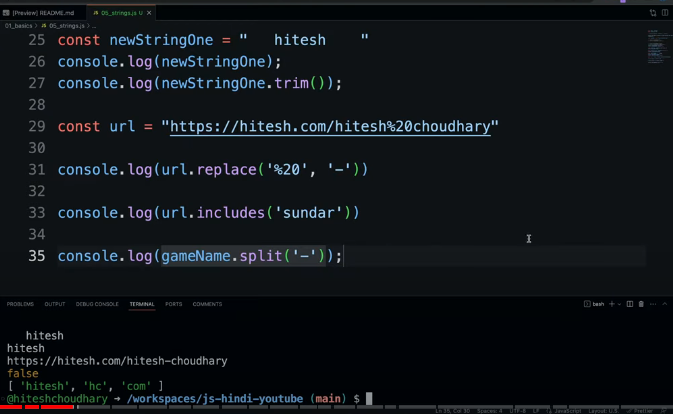 [Preview] README.md
JS 05_strings.js U ×
01_basics > JS 05_strings.js > ...
25 const newStringOne = "   hitesh    "
26 console.log(newStringOne);
27 console.log(newStringOne.trim());
28
29 const url = "https://hitesh.com/hitesh%20choudhary"
30
31 console.log(url.replace('%20', '-'))
32
33 console.log(url.includes('sundar'))
34
35 console.log(gameName.split('-'));
PROBLEMS OUTPUT DEBUG CONSOLE TERMINAL PORTS COMMENTS
bash
   hitesh
hitesh
https://hitesh.com/hitesh-choudhary
false
[ 'hitesh', 'hc', 'com' ]
@hiteshchoudhary ➜ /workspaces/js-hindi-youtube (main) $
Ln 35, Col 30 Spaces: 4 UTF-8 LF {} JavaScript Layout: U.S. Prettier